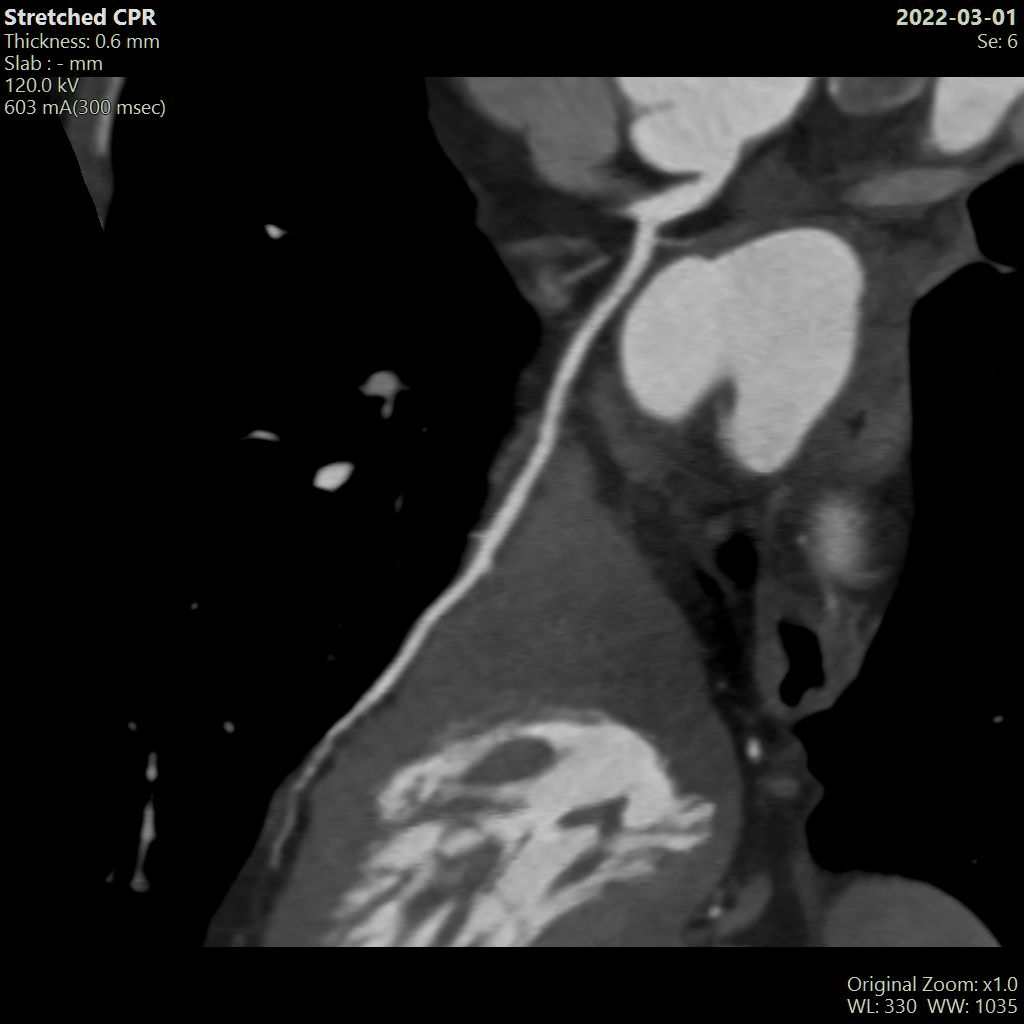 Stretched CPR
Thickness: 0.6 mm
Slab : - mm
120.0 kV
603 mA(300 msec)
2022-03-01
Se: 6
Original Zoom: x1.0
WL: 330 WW: 1035